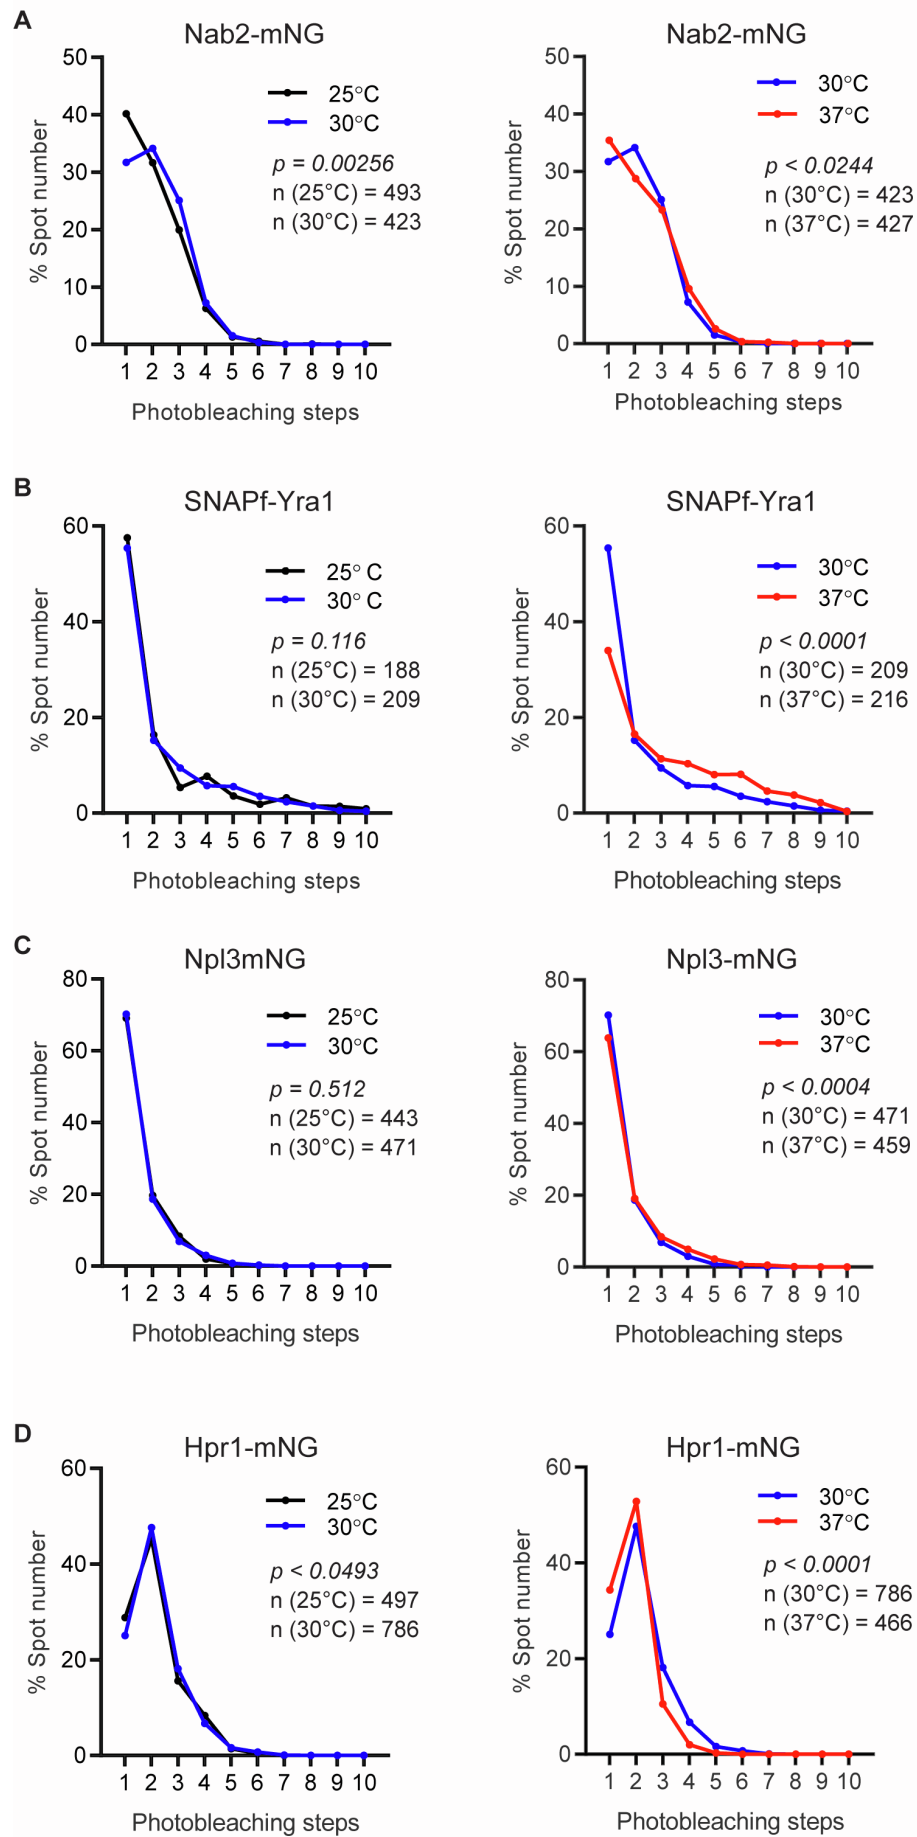 A
Nab2-mNG
50
40
30
20
10
0
% Spot number
25°C
30°C
p = 0.00256
n (25°C) = 493
n (30°C) = 423
1 2 3 4 5 6 7 8 9 10
Photobleaching steps
Nab2-mNG
50
40
30
20
10
0
% Spot number
30°C
37°C
p < 0.0244
n (30°C) = 423
n (37°C) = 427
1 2 3 4 5 6 7 8 9 10
Photobleaching steps
B
SNAPf-Yra1
60
40
20
0
% Spot number
25° C
30° C
p = 0.116
n (25°C) = 188
n (30°C) = 209
1 2 3 4 5 6 7 8 9 10
Photobleaching steps
SNAPf-Yra1
60
40
20
0
% Spot number
30°C
37°C
p < 0.0001
n (30°C) = 209
n (37°C) = 216
1 2 3 4 5 6 7 8 9 10
Photobleaching steps
C
Npl3mNG
80
60
40
20
0
% Spot number
25°C
30°C
p = 0.512
n (25°C) = 443
n (30°C) = 471
1 2 3 4 5 6 7 8 9 10
Photobleaching steps
Npl3-mNG
80
60
40
20
0
% Spot number
30°C
37°C
p < 0.0004
n (30°C) = 471
n (37°C) = 459
1 2 3 4 5 6 7 8 9 10
Photobleaching steps
D
Hpr1-mNG
60
40
20
0
% Spot number
25°C
30°C
p < 0.0493
n (25°C) = 497
n (30°C) = 786
1 2 3 4 5 6 7 8 9 10
Photobleaching steps
Hpr1-mNG
60
40
20
0
% Spot number
30°C
37°C
p < 0.0001
n (30°C) = 786
n (37°C) = 466
1 2 3 4 5 6 7 8 9 10
Photobleaching steps